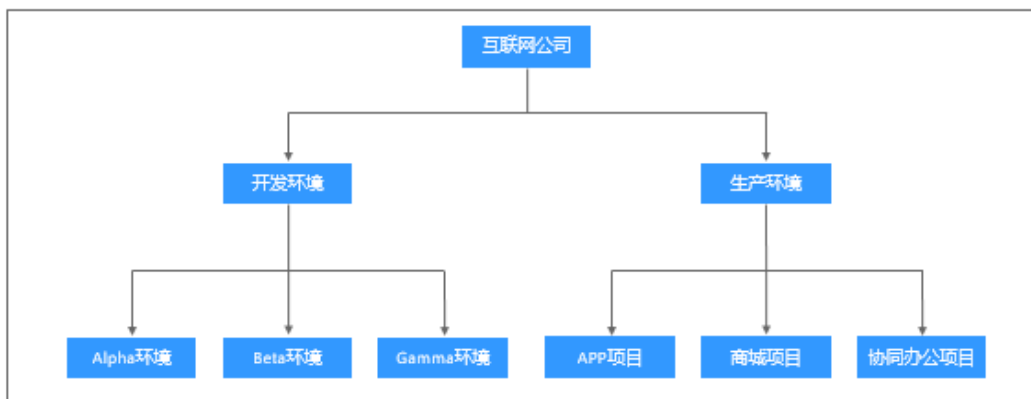 互联网公司
开发环境
生产环境
Alpha环境
Beta环境
Gamma环境
APP项目
商城项目
协同办公项目